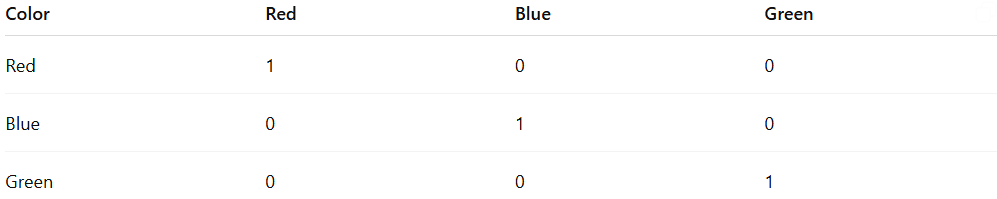 Color Red Blue Green
Red 1 0 0
Blue 0 1 0
Green 0 0 1